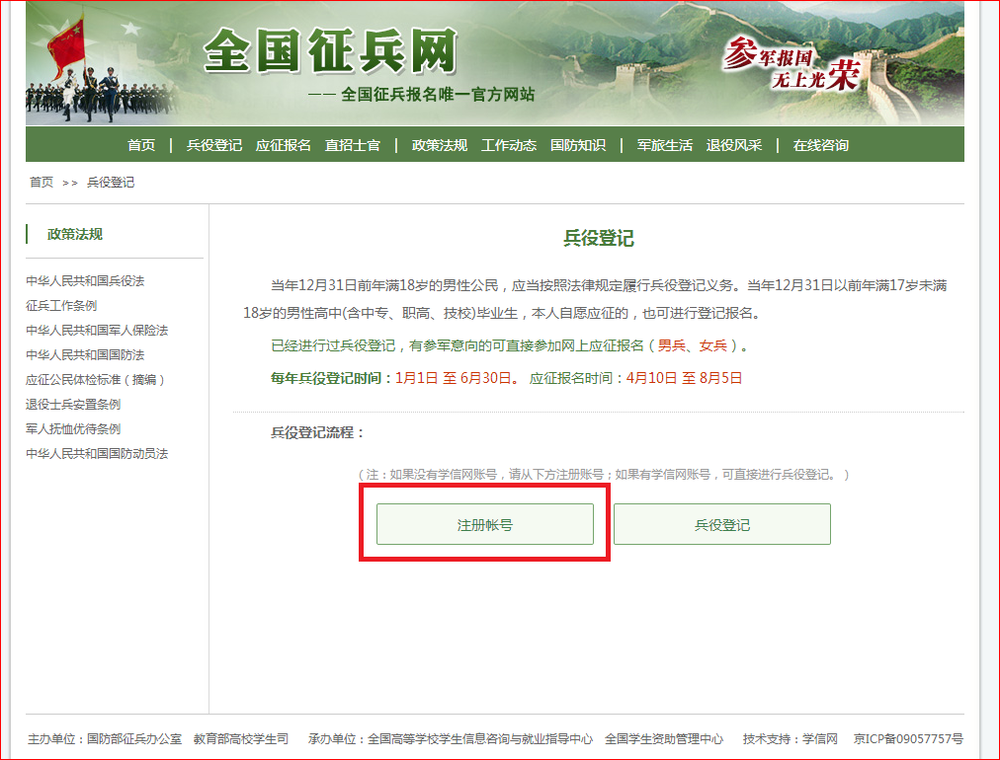 全国征兵网
—— 全国征兵报名唯一官方网站
参军报国
无上光荣
首页 | 兵役登记 应征报名 直招士官 | 政策法规 工作动态 国防知识 | 军旅生活 退役风采 | 在线咨询
首页 >> 兵役登记
政策法规
中华人民共和国兵役法
征兵工作条例
中华人民共和国军人保险法
中华人民共和国国防法
应征公民体检标准（摘编）
退役士兵安置条例
军人抚恤优待条例
中华人民共和国国防动员法
兵役登记
当年12月31日前年满18岁的男性公民，应当按照法律规定履行兵役登记义务。当年12月31日以前年满17岁未满
18岁的男性高中(含中专、职高、技校)毕业生，本人自愿应征的，也可进行登记报名。
已经进行过兵役登记，有参军意向的可直接参加网上应征报名（男兵、女兵）。
每年兵役登记时间：1月1日 至 6月30日。 应征报名时间：4月10日 至 8月5日
兵役登记流程：
（注：如果没有学信网账号，请从下方注册账号；如果有学信网账号，可直接进行兵役登记。）
注册帐号 兵役登记
主办单位：国防部征兵办公室 教育部高校学生司 承办单位：全国高等学校学生信息咨询与就业指导中心 全国学生资助管理中心 技术支持：学信网 京ICP备09057757号